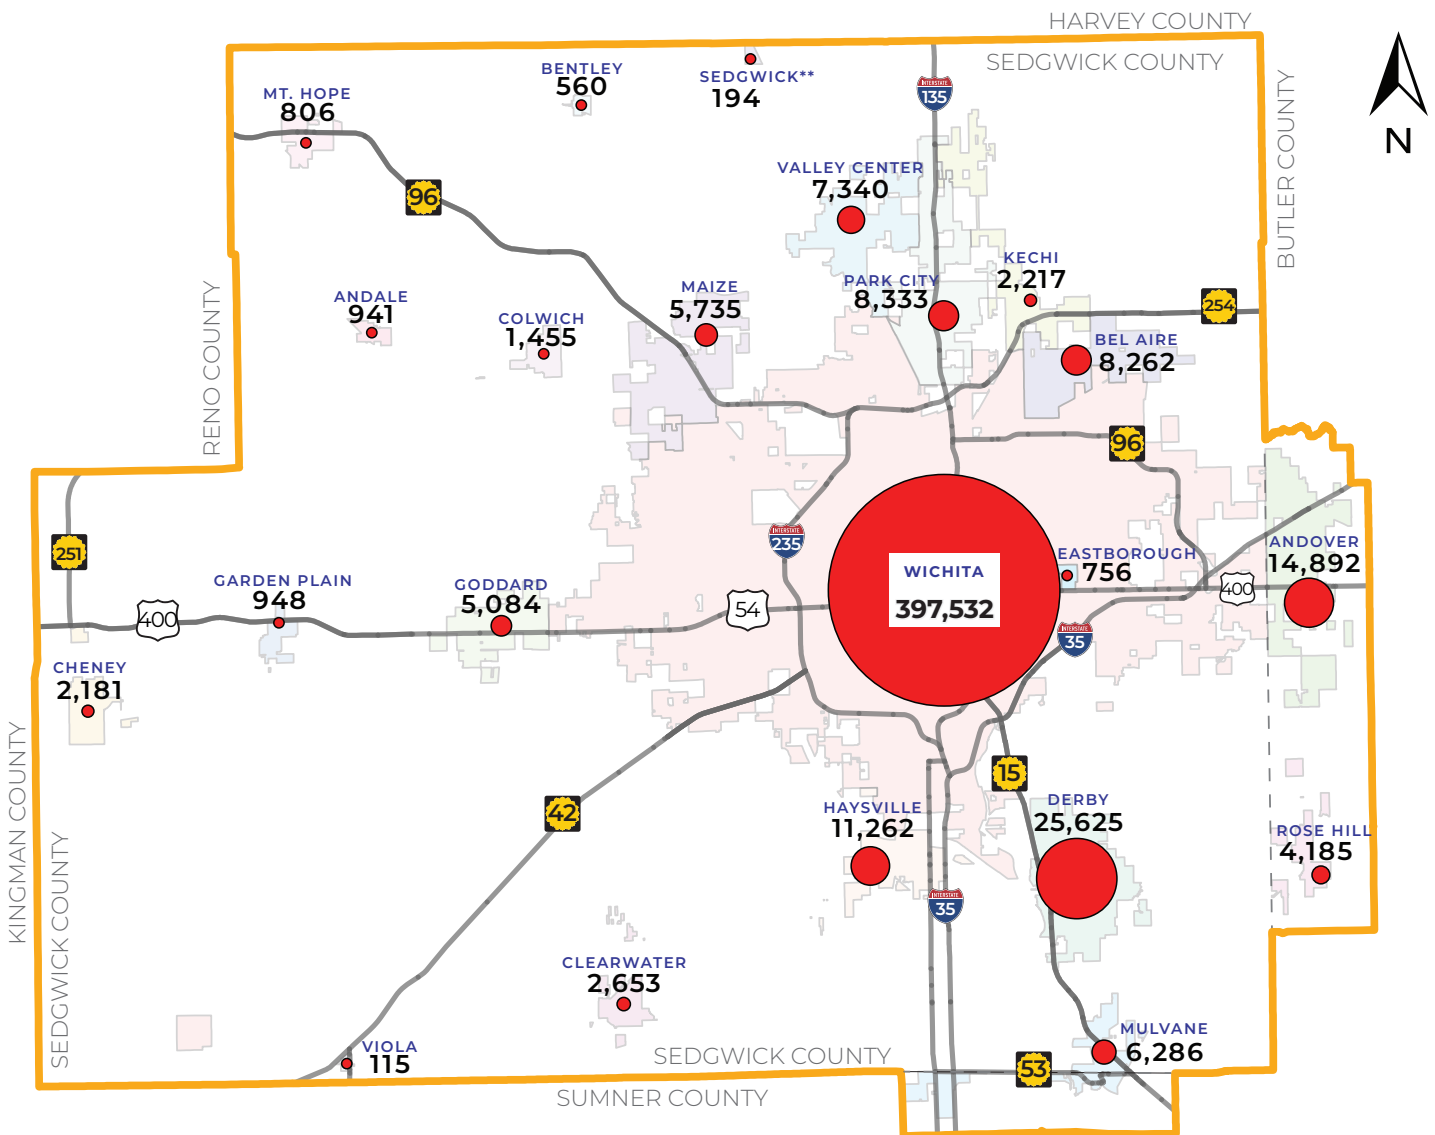 HARVEY COUNTY
SEDGWICK COUNTY
BUTLER COUNTY
N
MT. HOPE
806
BENTLEY
560
SEDGWICK**
194
INTERSTATE
135
96
VALLEY CENTER
7,340
RENO COUNTY
ANDALE
941
COLWICH
1,455
MAIZE
5,735
PARK CITY
8,333
KECHI
2,217
254
BEL AIRE
8,262
96
251
INTERSTATE
235
WICHITA
397,532
EASTBOROUGH
756
ANDOVER
14,892
400
GARDEN PLAIN
948
GODDARD
5,084
54
400
INTERSTATE
35
CHENEY
2,181
KINGMAN COUNTY
SEDGWICK COUNTY
42
15
HAYSVILLE
11,262
DERBY
25,625
ROSE HILL
4,185
INTERSTATE
35
CLEARWATER
2,653
VIOLA
115
SEDGWICK COUNTY
SUMNER COUNTY
53
MULVANE
6,286